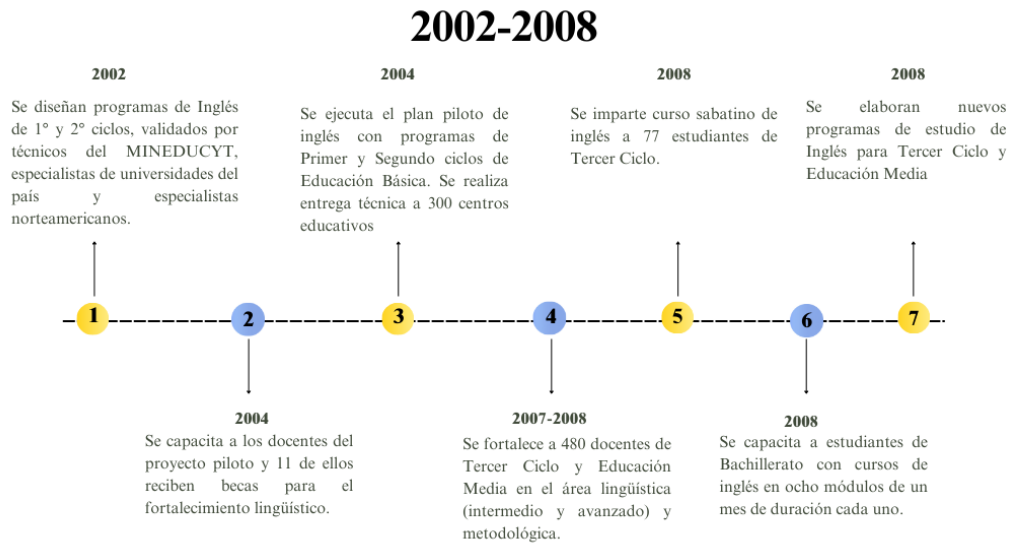 2002-2008
2002
Se diseñan programas de Inglés
de 1° y 2° ciclos, validados por
técnicos del MINEDUCYT,
especialistas de universidades del
país y especialistas
norteamericanos.
2004
Se ejecuta el plan piloto de
inglés con programas de
Primer y Segundo ciclos de
Educación Básica. Se realiza
entrega técnica a 300 centros
educativos
2008
Se imparte curso sabatino de
inglés a 77 estudiantes de
Tercer Ciclo.
2008
Se elaboran nuevos
programas de estudio de
Inglés para Tercer Ciclo y
Educación Media
1
2
3
4
5
6
7
2004
Se capacita a los docentes del
proyecto piloto y 11 de ellos
reciben becas para el
fortalecimiento lingüístico.
2007-2008
Se fortalece a 480 docentes de
Tercer Ciclo y Educación
Media en el área lingüística
(intermedio y avanzado) y
metodológica.
2008
Se capacita a estudiantes de
Bachillerato con cursos de
inglés en ocho módulos de un
mes de duración cada uno.